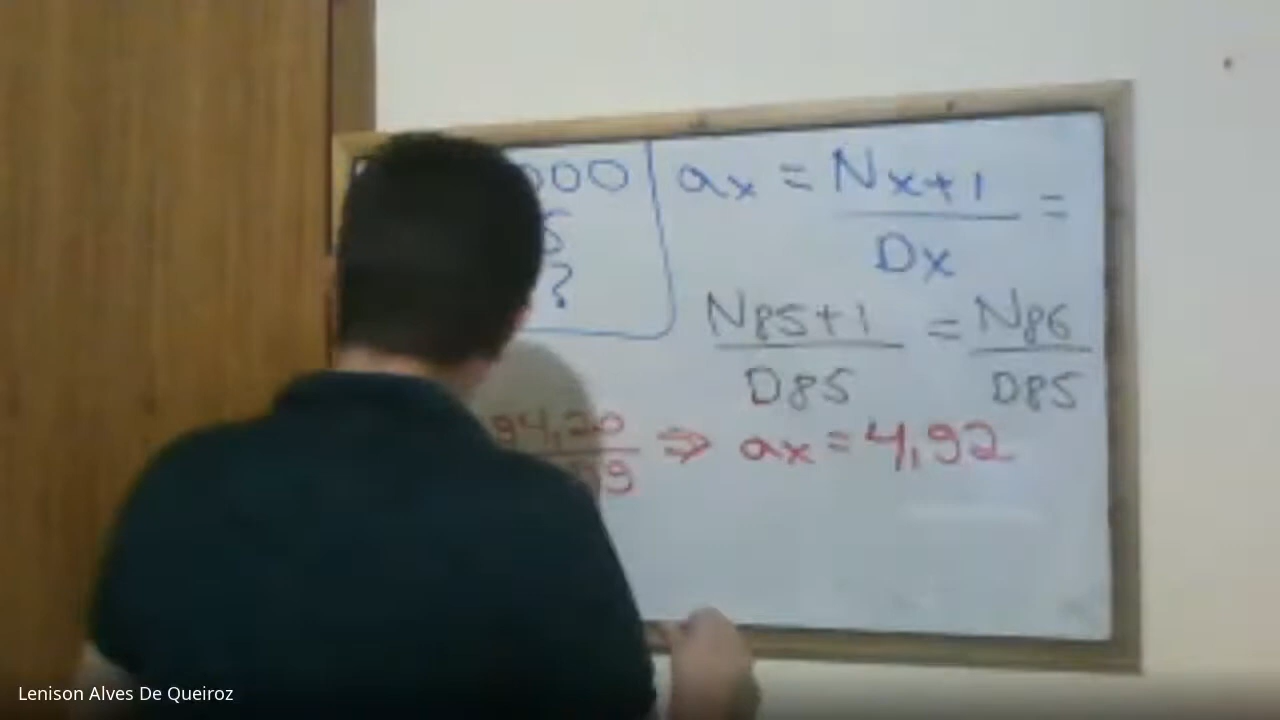 000 ax = Nx+1 =
Dx
?
N85+1 = N86
D85 D85
94,20 ⇒ ax = 4,92
9
Lenison Alves De Queiroz